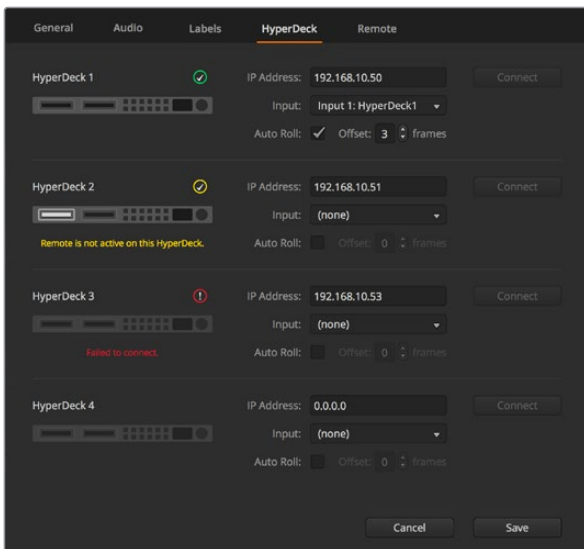 General Audio Labels HyperDeck Remote
HyperDeck 1 IP Address: 192.168.10.50 Connect
Input: Input 1: HyperDeck1
Auto Roll: Offset: 3 frames
HyperDeck 2 IP Address: 192.168.10.51 Connect
Input: (none)
Remote is not active on this HyperDeck. Auto Roll: Offset: 0 frames
HyperDeck 3 IP Address: 192.168.10.53 Connect
Input: (none)
Failed to connect. Auto Roll: Offset: 0 frames
HyperDeck 4 IP Address: 0.0.0.0 Connect
Input: (none)
Auto Roll: Offset: 0 frames
Cancel Save